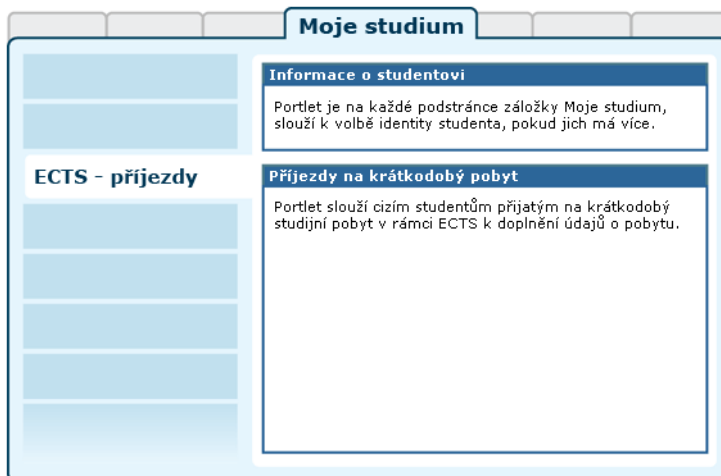 Moje studium
Informace o studentovi
Portlet je na každé podstránce záložky Moje studium,
slouží k volbě identity studenta, pokud jich má více.
ECTS - příjezdy
Příjezdy na krátkodobý pobyt
Portlet slouží cizím studentům přijatým na krátkodobý
studijní pobyt v rámci ECTS k doplnění údajů o pobytu.